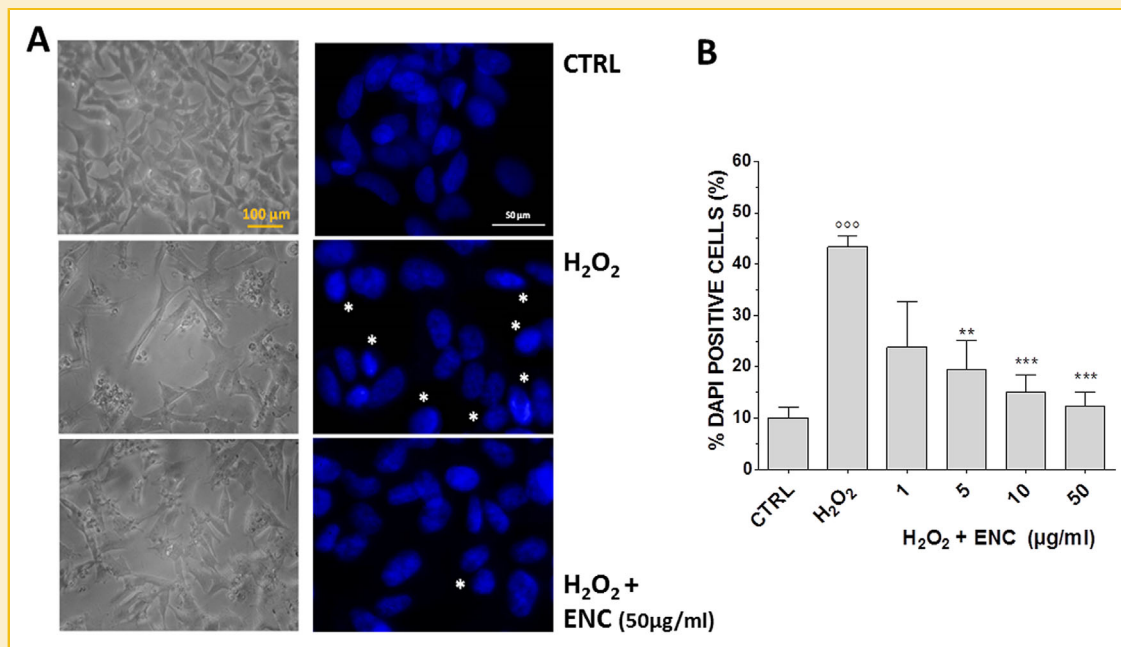 A
CTRL
100 µm
50 µm
H₂O₂
*
*
*
*
*
*
*
H₂O₂ +
ENC (50µg/ml)
*
B
% DAPI POSITIVE CELLS (%)
60
50
40
30
20
10
0
°°°
**
***
***
CTRL
H₂O₂
1
5
10
50
H₂O₂ + ENC (µg/ml)